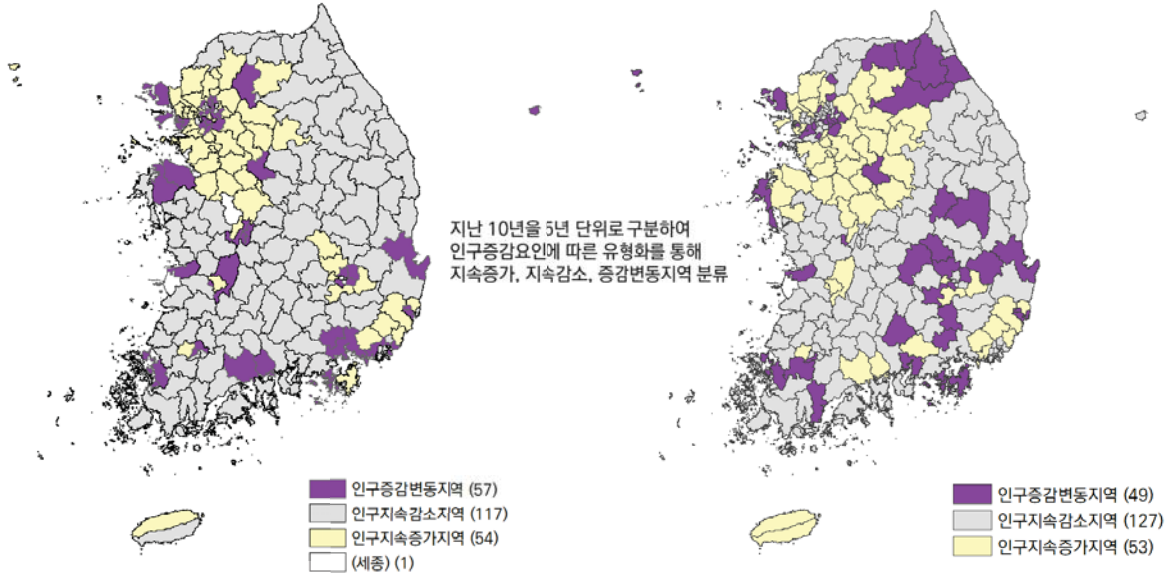 지난 10년을 5년 단위로 구분하여
인구증감요인에 따른 유형화를 통해
지속증가, 지속감소, 증감변동지역 분류
인구증감변동지역 (57)
인구지속감소지역 (117)
인구지속증가지역 (54)
(세종) (1)
인구증감변동지역 (49)
인구지속감소지역 (127)
인구지속증가지역 (53)